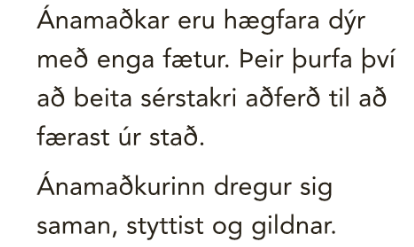 Ánamaðkar eru hægfara dýr
með enga fætur. Þeir þurfa því
að beita sérstakri aðferð til að
færast úr stað.
Ánamaðkurinn dregur sig
saman, styttist og gildnar.